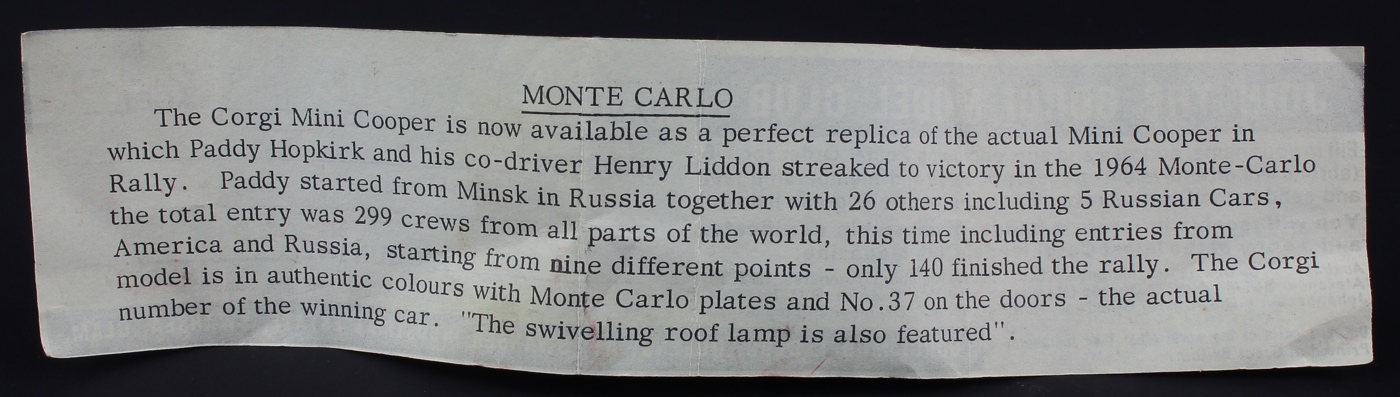 MONTE CARLO
The Corgi Mini Cooper is now available as a perfect replica of the actual Mini Cooper in
which Paddy Hopkirk and his co-driver Henry Liddon streaked to victory in the 1964 Monte-Carlo
Rally. Paddy started from Minsk in Russia together with 26 others including 5 Russian Cars,
the total entry was 299 crews from all parts of the world, this time including entries from
America and Russia, starting from nine different points - only 140 finished the rally. The Corgi
model is in authentic colours with Monte Carlo plates and No.37 on the doors - the actual
number of the winning car. "The swivelling roof lamp is also featured".